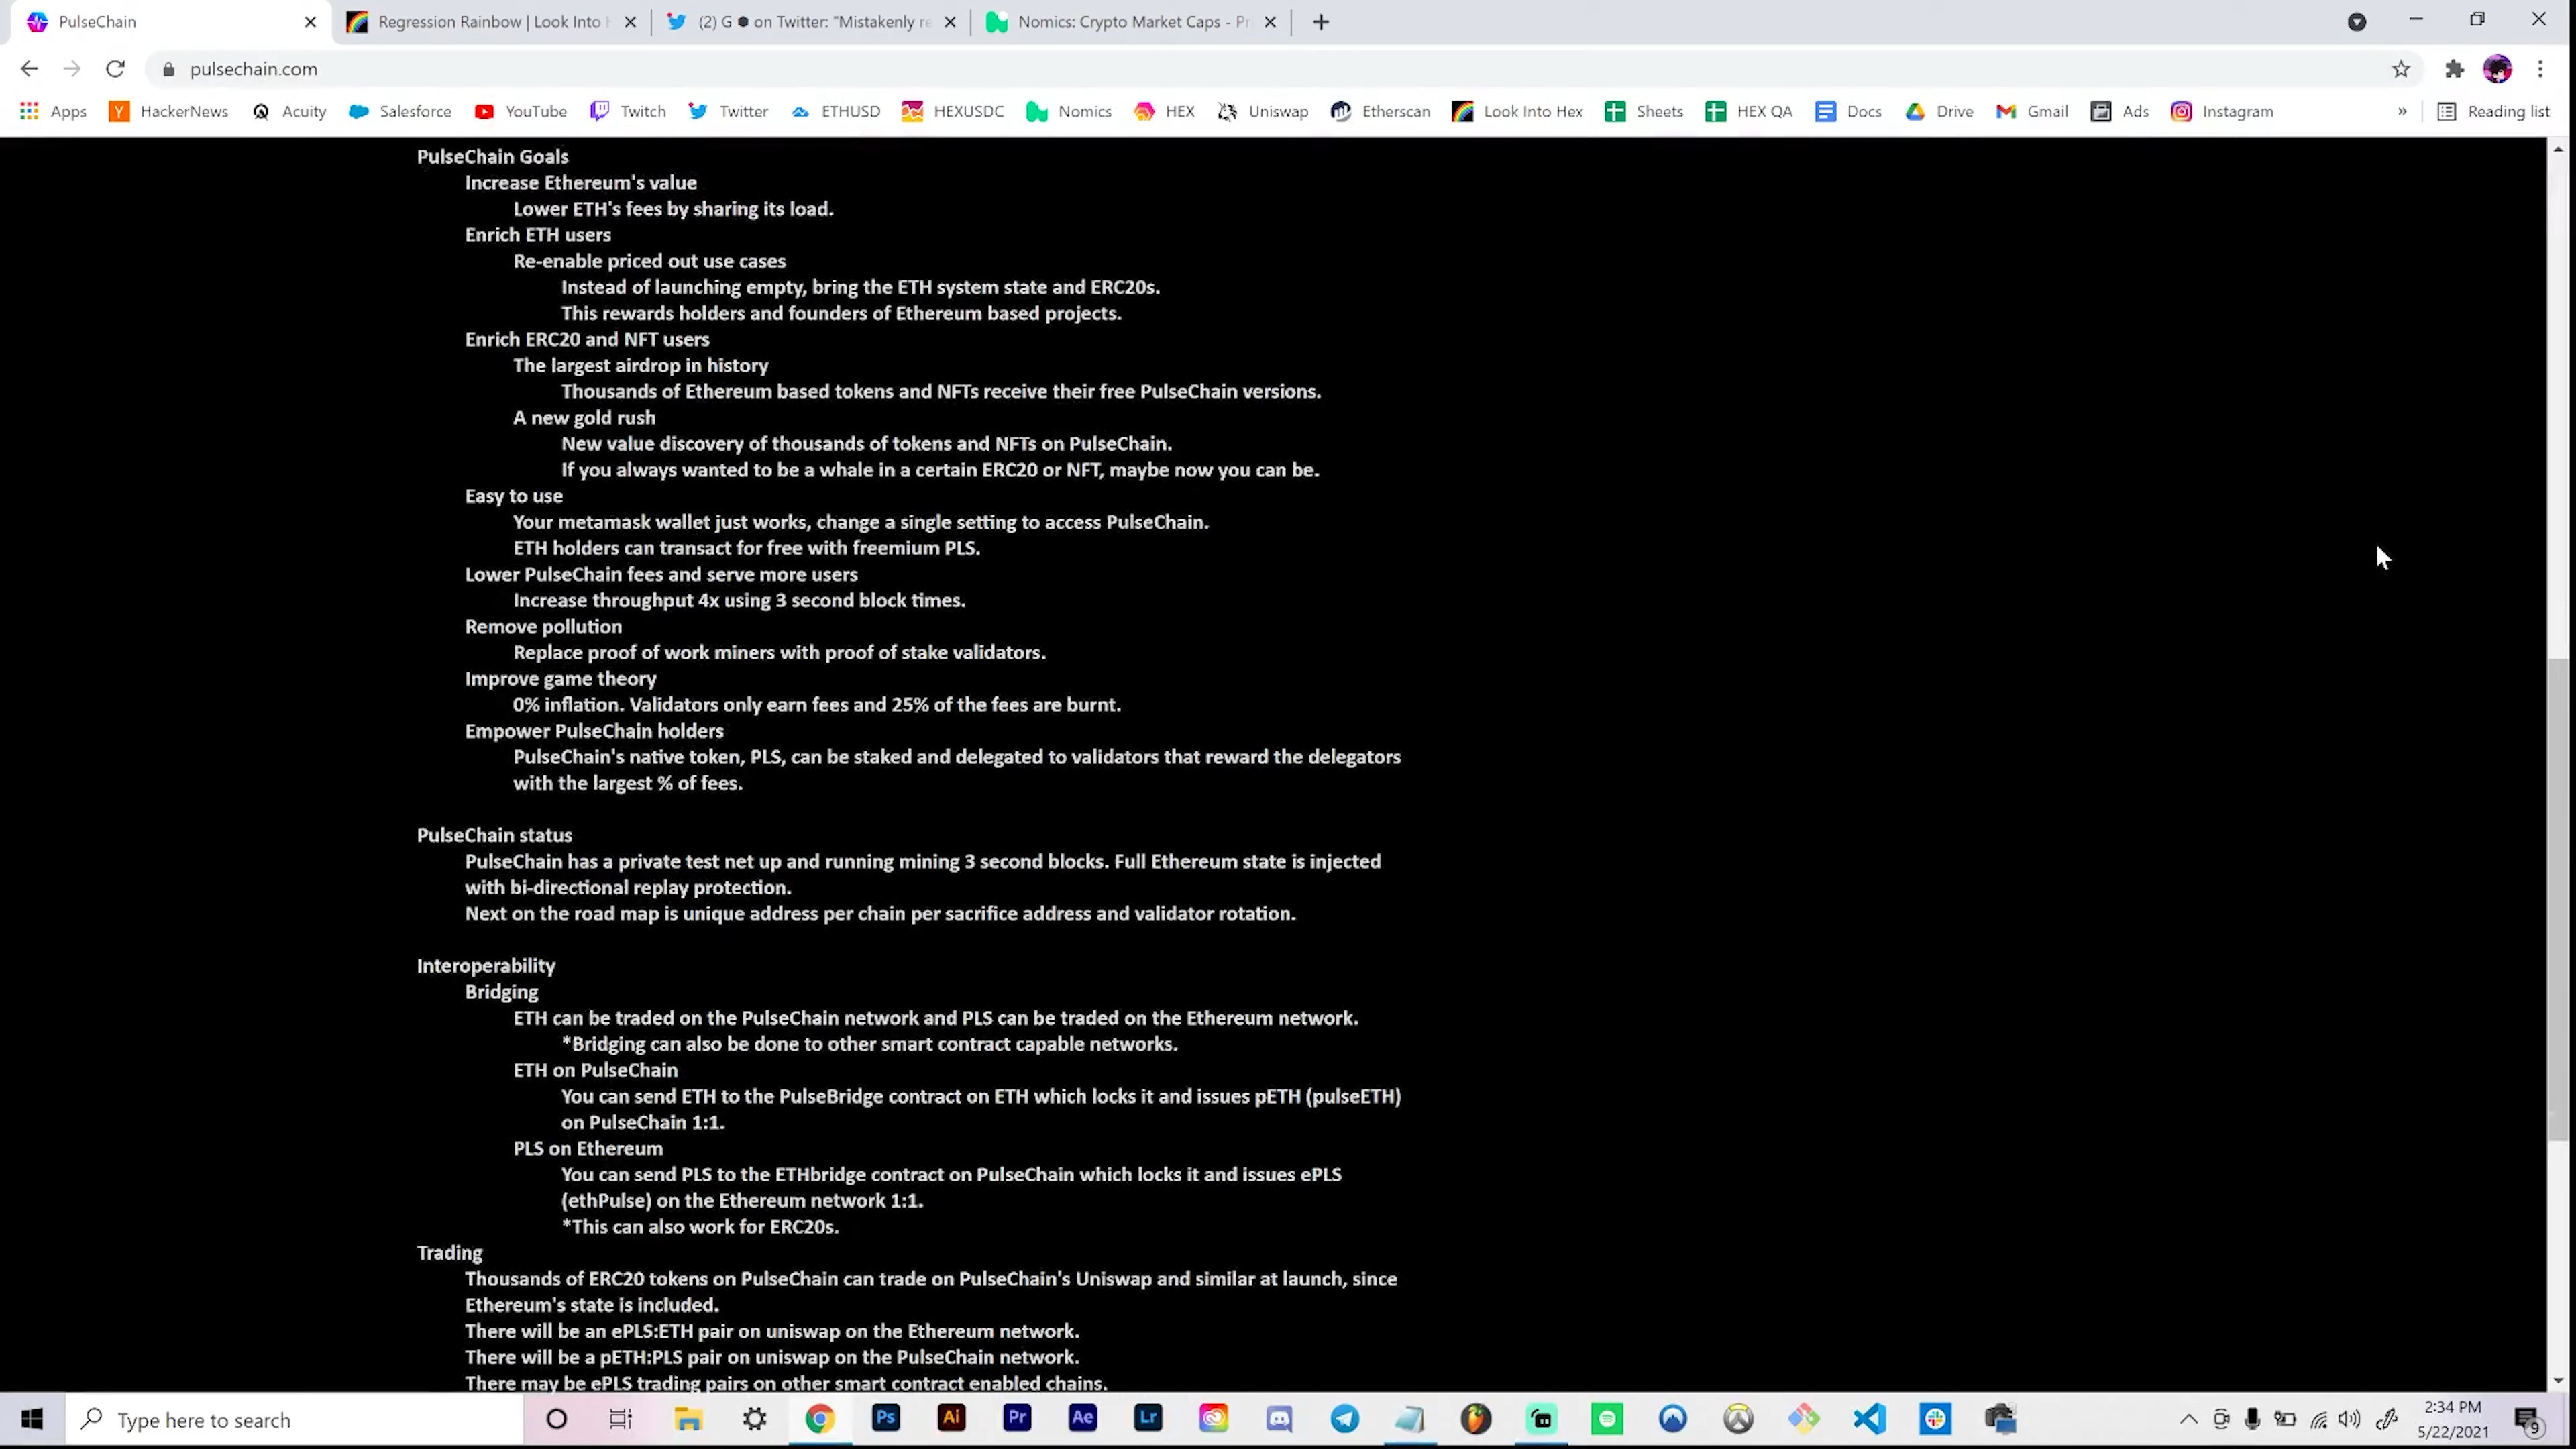 PulseChain
Regression Rainbow | Look Into H
(2) G ⬢ on Twitter: "Mistakenly re
Nomics: Crypto Market Caps - Pri
pulsechain.com
Apps
HackerNews
Acuity
Salesforce
YouTube
Twitch
Twitter
ETHUSD
HEXUSDC
Nomics
HEX
Uniswap
Etherscan
Look Into Hex
Sheets
HEX QA
Docs
Drive
Gmail
Ads
Instagram
»
Reading list
PulseChain Goals
Increase Ethereum's value
Lower ETH's fees by sharing its load.
Enrich ETH users
Re-enable priced out use cases
Instead of launching empty, bring the ETH system state and ERC20s.
This rewards holders and founders of Ethereum based projects.
Enrich ERC20 and NFT users
The largest airdrop in history
Thousands of Ethereum based tokens and NFTs receive their free PulseChain versions.
A new gold rush
New value discovery of thousands of tokens and NFTs on PulseChain.
If you always wanted to be a whale in a certain ERC20 or NFT, maybe now you can be.
Easy to use
Your metamask wallet just works, change a single setting to access PulseChain.
ETH holders can transact for free with freemium PLS.
Lower PulseChain fees and serve more users
Increase throughput 4x using 3 second block times.
Remove pollution
Replace proof of work miners with proof of stake validators.
Improve game theory
0% inflation. Validators only earn fees and 25% of the fees are burnt.
Empower PulseChain holders
PulseChain's native token, PLS, can be staked and delegated to validators that reward the delegators
with the largest % of fees.
PulseChain status
PulseChain has a private test net up and running mining 3 second blocks. Full Ethereum state is injected
with bi-directional replay protection.
Next on the road map is unique address per chain per sacrifice address and validator rotation.
Interoperability
Bridging
ETH can be traded on the PulseChain network and PLS can be traded on the Ethereum network.
*Bridging can also be done to other smart contract capable networks.
ETH on PulseChain
You can send ETH to the PulseBridge contract on ETH which locks it and issues pETH (pulseETH)
on PulseChain 1:1.
PLS on Ethereum
You can send PLS to the ETHbridge contract on PulseChain which locks it and issues ePLS
(ethPulse) on the Ethereum network 1:1.
*This can also work for ERC20s.
Trading
Thousands of ERC20 tokens on PulseChain can trade on PulseChain's Uniswap and similar at launch, since
Ethereum's state is included.
There will be an ePLS:ETH pair on uniswap on the Ethereum network.
There will be a pETH:PLS pair on uniswap on the PulseChain network.
There may be ePLS trading pairs on other smart contract enabled chains.
Type here to search
Ps
Ai
Pr
Ae
Lr
2:34 PM
5/22/2021
9